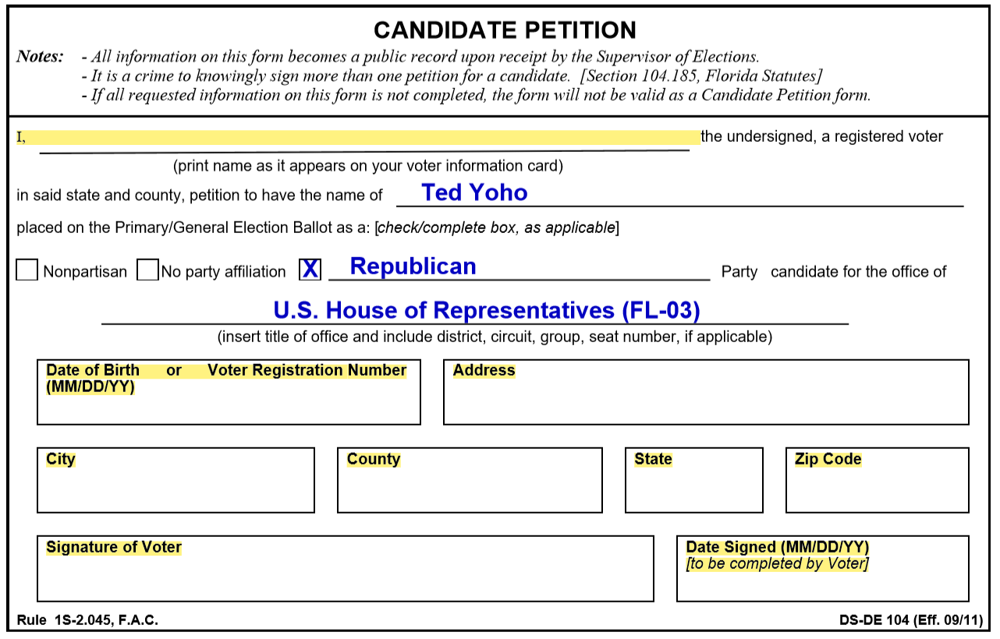 CANDIDATE PETITION
Notes: - All information on this form becomes a public record upon receipt by the Supervisor of Elections.
- It is a crime to knowingly sign more than one petition for a candidate. [Section 104.185, Florida Statutes]
- If all requested information on this form is not completed, the form will not be valid as a Candidate Petition form.
I, the undersigned, a registered voter
(print name as it appears on your voter information card)
in said state and county, petition to have the name of Ted Yoho
placed on the Primary/General Election Ballot as a: [check/complete box, as applicable]
Nonpartisan No party affiliation X Republican Party candidate for the office of
U.S. House of Representatives (FL-03)
(insert title of office and include district, circuit, group, seat number, if applicable)
Date of Birth or Voter Registration Number
(MM/DD/YY)
Address
City
County
State
Zip Code
Signature of Voter
Date Signed (MM/DD/YY)
[to be completed by Voter]
Rule 1S-2.045, F.A.C.
DS-DE 104 (Eff. 09/11)